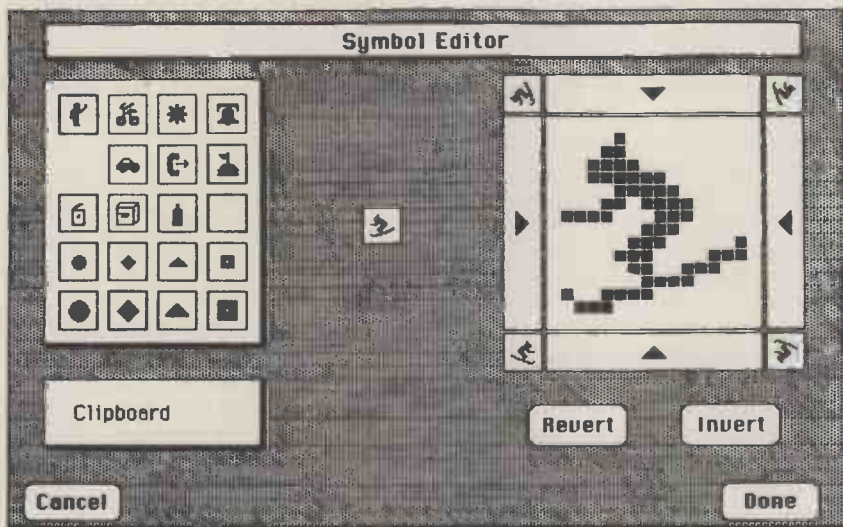 Symbol Editor
Clipboard
Revert
Invert
Cancel
Done